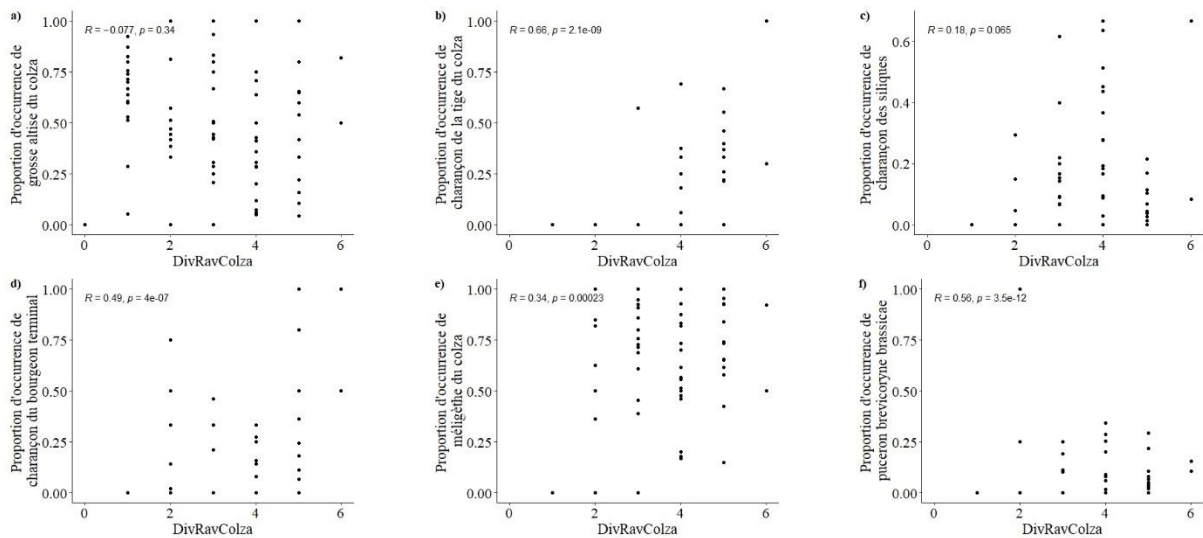 a)
R = −0.077, p = 0.34
Proportion d'occurrence de
grosse altise du colza
1.00
0.75
0.50
0.25
0.00
0 2 4 6
DivRavColza
b)
R = 0.66, p = 2.1e-09
Proportion d'occurrence de
charançon de la tige du colza
1.00
0.75
0.50
0.25
0.00
0 2 4 6
DivRavColza
c)
R = 0.18, p = 0.065
Proportion d'occurrence de
charançon des siliques
0.6
0.4
0.2
0.0
0 2 4 6
DivRavColza
d)
R = 0.49, p = 4e-07
Proportion d'occurrence de
charançon du bourgeon terminal
1.00
0.75
0.50
0.25
0.00
0 2 4 6
DivRavColza
e)
R = 0.34, p = 0.00023
Proportion d'occurrence de
méligèthe du colza
1.00
0.75
0.50
0.25
0.00
0 2 4 6
DivRavColza
f)
R = 0.56, p = 3.5e-12
Proportion d'occurrence de
puceron brevicoryne brassicae
1.00
0.75
0.50
0.25
0.00
0 2 4 6
DivRavColza